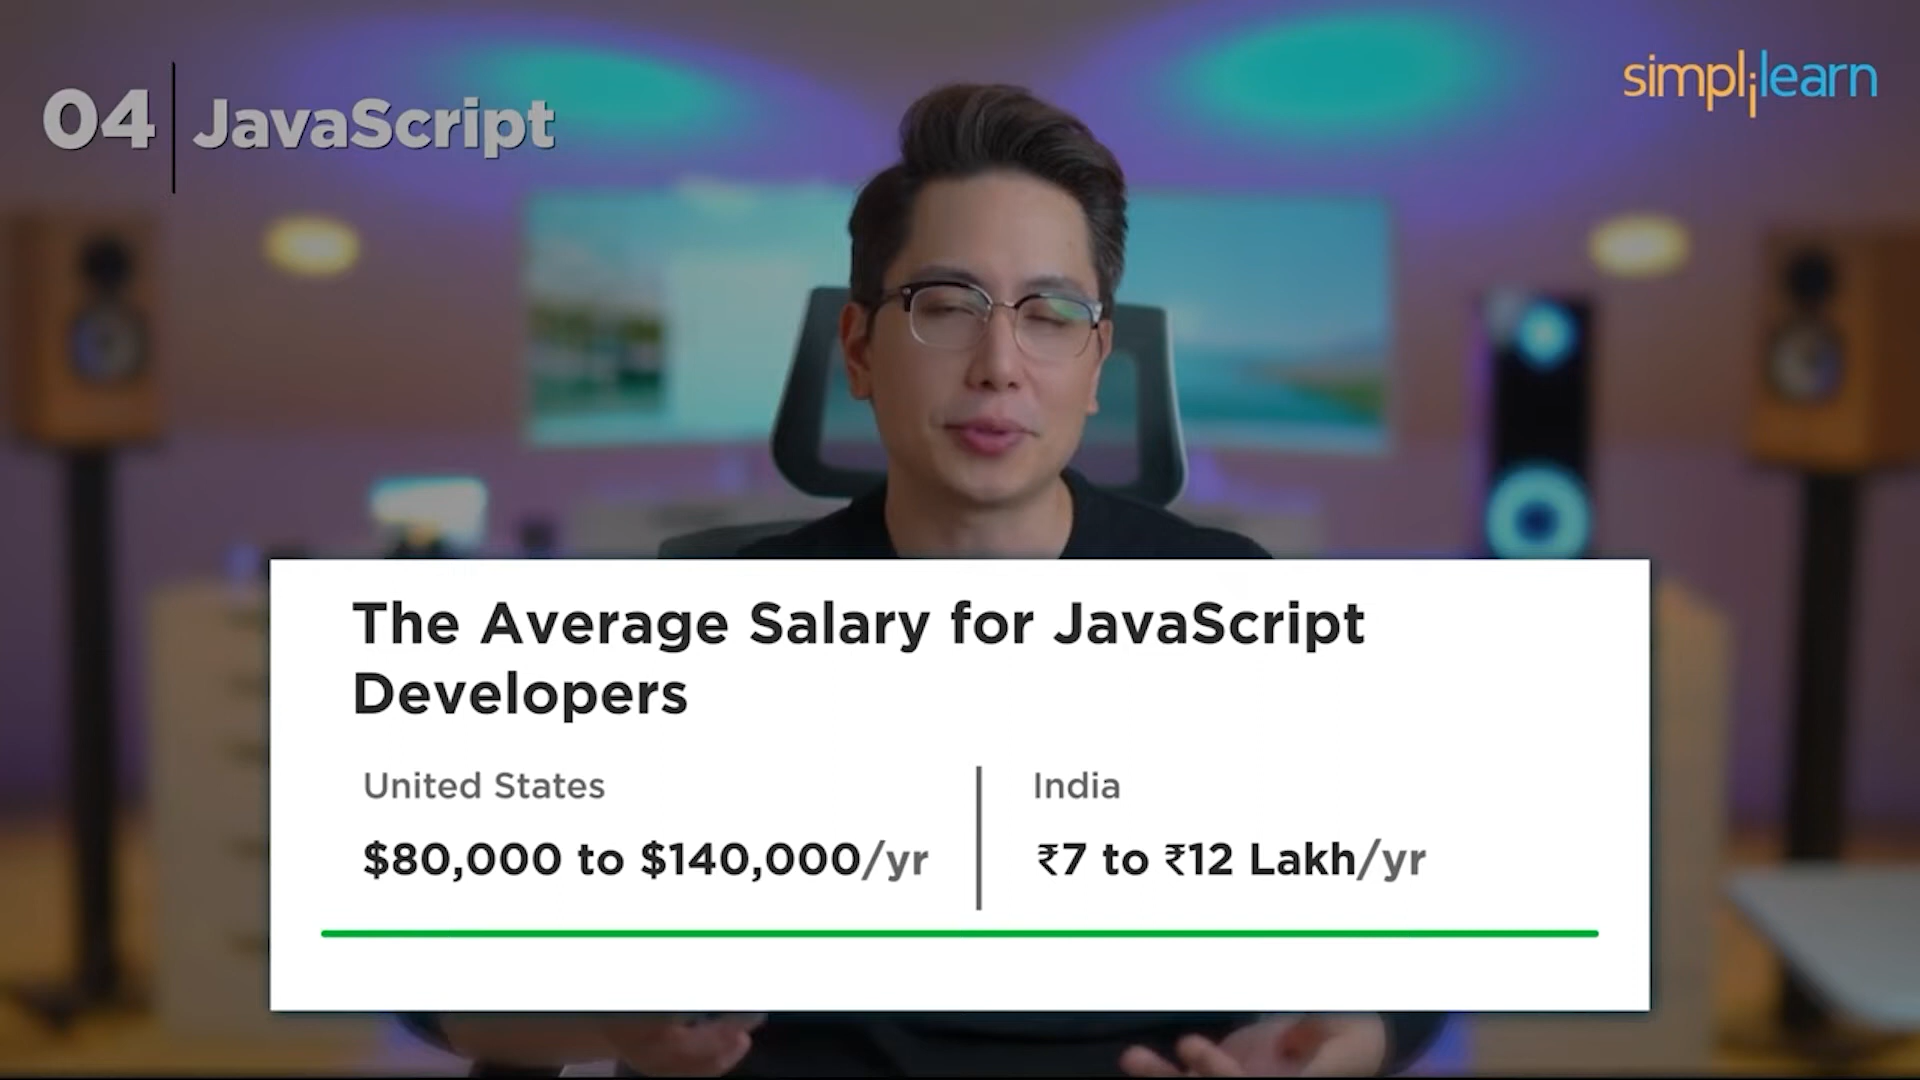 04 JavaScript
simplilearn
The Average Salary for JavaScript
Developers
United States
$80,000 to $140,000/yr
India
₹7 to ₹12 Lakh/yr